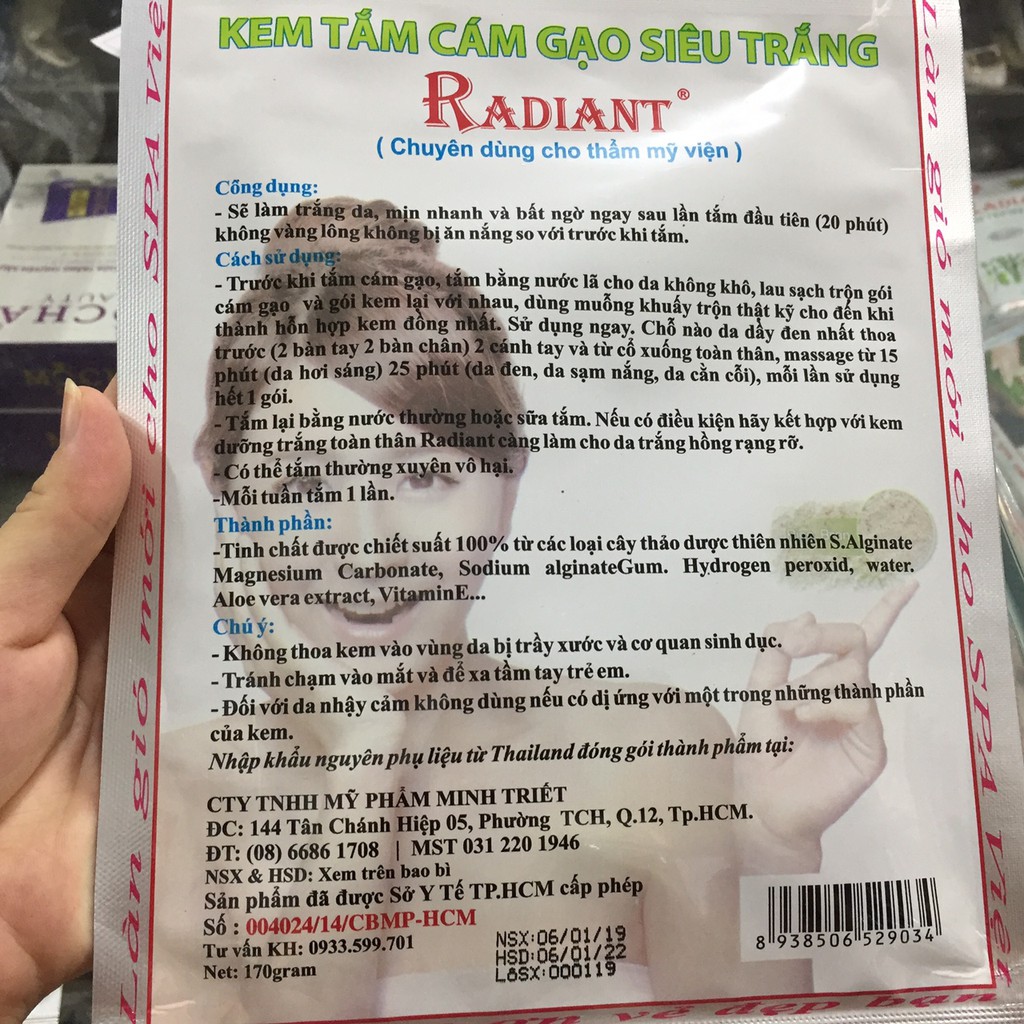 KEM TẮM CÁM GẠO SIÊU TRẮNG
RADIANT®
( Chuyên dùng cho thẩm mỹ viện )
Công dụng:
- Sẽ làm trắng da, mịn nhanh và bất ngờ ngay sau lần tắm đầu tiên (20 phút)
không vàng lông không bị ăn nắng so với trước khi tắm.
Cách sử dụng:
- Trước khi tắm cám gạo, tắm bằng nước lã cho da không khô, lau sạch trộn gói
cám gạo và gói kem lại với nhau, dùng muỗng khuấy trộn thật kỹ cho đến khi
thành hỗn hợp kem đồng nhất. Sử dụng ngay. Chỗ nào da dầy đen nhất thoa
trước (2 bàn tay 2 bàn chân) 2 cánh tay và từ cổ xuống toàn thân, massage từ 15
phút (da hơi sáng) 25 phút (da đen, da sạm nắng, da cằn cỗi), mỗi lần sử dụng
hết 1 gói.
- Tắm lại bằng nước thường hoặc sữa tắm. Nếu có điều kiện hãy kết hợp với kem
dưỡng trắng toàn thân Radiant càng làm cho da trắng hồng rạng rỡ.
- Có thể tắm thường xuyên vô hại.
-Mỗi tuần tắm 1 lần.
Thành phần:
-Tinh chất được chiết suất 100% từ các loại cây thảo dược thiên nhiên S.Alginate
Magnesium Carbonate, Sodium alginateGum. Hydrogen peroxid, water.
Aloe vera extract, VitaminE...
Chú ý:
- Không thoa kem vào vùng da bị trầy xước và cơ quan sinh dục.
- Tránh chạm vào mắt và để xa tầm tay trẻ em.
- Đối với da nhậy cảm không dùng nếu có dị ứng với một trong những thành phần
của kem.
Nhập khẩu nguyên phụ liệu từ Thailand đóng gói thành phẩm tại:
CTY TNHH MỸ PHẨM MINH TRIẾT
ĐC: 144 Tân Chánh Hiệp 05, Phường TCH, Q.12, Tp.HCM.
ĐT: (08) 6686 1708 | MST 031 220 1946
NSX & HSD: Xem trên bao bì
Sản phẩm đã được Sở Y Tế TP.HCM cấp phép
Số : 004024/14/CBMP-HCM
Tư vấn KH: 0933.599.701
Net: 170gram
NSX:06/01/19
HSD:06/01/22
LôSX:000119
8 938506 529034
Làn gió mới cho SPA Việ
Làn gió mới cho SPA Việt
vẻ đẹp bạn